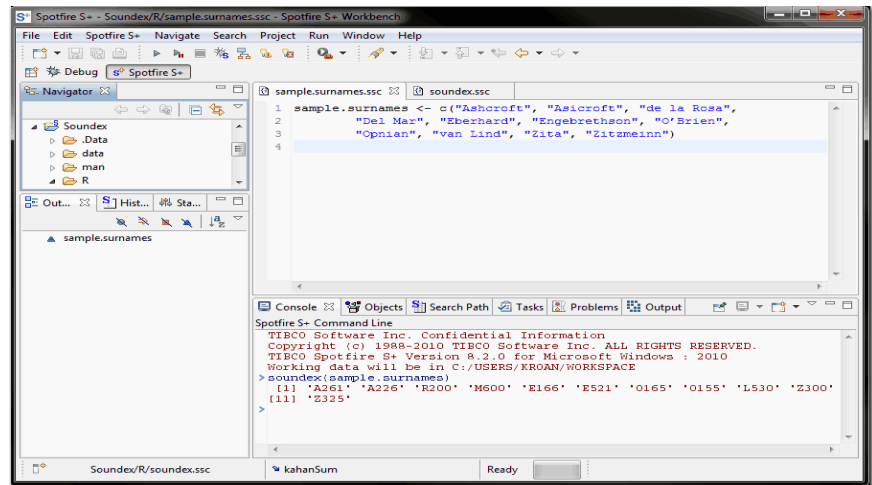 Spotfire S+ - Soundex/R/sample.surnames.ssc - Spotfire S+ Workbench
File Edit Spotfire S+ Navigate Search Project Run Window Help
Debug S+ Spotfire S+
Navigator
Soundex
.Data
data
man
R
Out... Hist... Sta...
sample.surnames
sample.surnames.ssc soundex.ssc
1 sample.surnames <- c("Ashcroft", "Asicroft", "de la Rosa",
2 "Del Mar", "Eberhard", "Engebrethson", "O'Brien",
3 "Opnian", "van Lind", "Zita", "Zitzmeinn")
4
Console Objects Search Path Tasks Problems Output
Spotfire S+ Command Line
TIBCO Software Inc. Confidential Information
Copyright (c) 1988-2010 TIBCO Software Inc. ALL RIGHTS RESERVED.
TIBCO Spotfire S+ Version 8.2.0 for Microsoft Windows : 2010
Working data will be in C:/USERS/KROAN/WORKSPACE
> soundex(sample.surnames)
[1] "A261" "A226" "R200" "M600" "E166" "E521" "O165" "O155" "L530" "Z300"
[11] "Z325"
>
Soundex/R/soundex.ssc kahanSum Ready